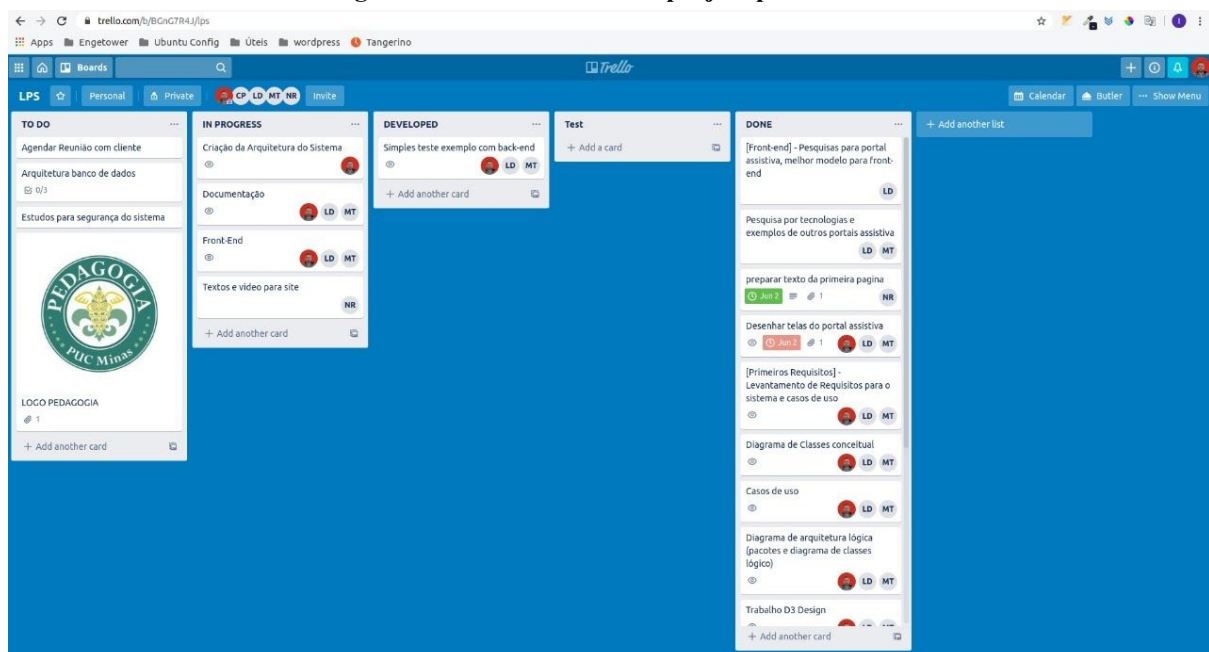 trello.com/b/BGnG7R4J/lps
Apps
Engetower
Ubuntu Config
Úteis
wordpress
Tangerino
Boards
Trello
LPS
Personal
Private
CP
LD
MT
NR
Invite
Calendar
Butler
Show Menu
TO DO
Agendar Reunião com cliente
Arquitetura banco de dados
0/3
Estudos para segurança do sistema
PEDAGOGIA
PUC Minas
LOGO PEDAGOGIA
1
+ Add another card
IN PROGRESS
Criação da Arquitetura do Sistema
Documentação
LD MT
Front-End
LD MT
Textos e video para site
NR
+ Add another card
DEVELOPED
Simples teste exemplo com back-end
LD MT
+ Add another card
Test
+ Add a card
DONE
[Front-end] - Pesquisas para portal
assistiva, melhor modelo para front-
end
LD
Pesquisa por tecnologias e
exemplos de outros portais assistiva
LD MT
preparar texto da primeira pagina
Jun 2 1 NR
Desenhar telas do portal assistiva
Jun 2 1 LD MT
[Primeiros Requisitos] -
Levantamento de Requisitos para o
sistema e casos de uso
LD MT
Diagrama de Classes conceitual
LD MT
Casos de uso
LD MT
Diagrama de arquitetura lógica
(pacotes e diagrama de classes
lógico)
LD MT
Trabalho D3 Design
+ Add another card
+ Add another list